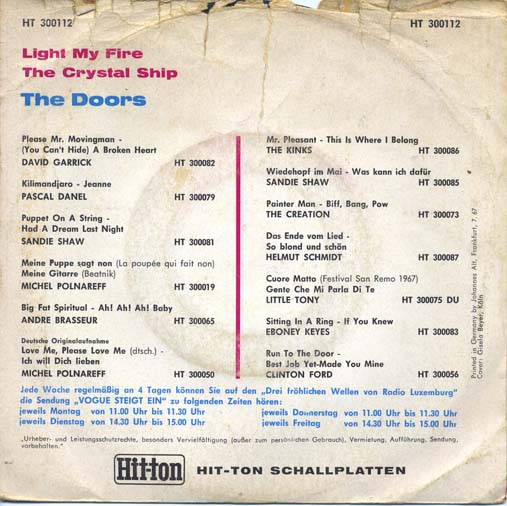 HT 300112
HT 300112
Light My Fire
The Crystal Ship
The Doors
Please Mr. Movingman -
(You Can't Hide) A Broken Heart
DAVID GARRICK HT 300082
Kilimandjaro - Jeanne
PASCAL DANEL HT 300079
Puppet On A String -
Had A Dream Last Night
SANDIE SHAW HT 300081
Meine Puppe sagt non (La poupée qui fait non)
Meine Gitarre (Beatnik)
MICHEL POLNAREFF HT 300019
Big Fat Spiritual - Ah! Ah! Ah! Baby
ANDRE BRASSEUR HT 300065
Deutsche Originalaufnahme
Love Me, Please Love Me (dtsch.) -
Ich will Dich lieben
MICHEL POLNAREFF HT 300050
Mr. Pleasant - This Is Where I Belong
THE KINKS HT 300086
Wiedehopf im Mai - Was kann ich dafür
SANDIE SHAW HT 300085
Painter Man - Biff, Bang, Pow
THE CREATION HT 300073
Das Ende vom Lied -
So blond und schön
HELMUT SCHMIDT HT 300087
Cuore Matto (Festival San Remo 1967)
Gente Che Mi Parla Di Te
LITTLE TONY HT 300075 DU
Sitting In A Ring - If You Knew
EBONEY KEYES HT 300083
Run To The Door -
Best Job Yet-Made You Mine
CLINTON FORD HT 300056
Printed in Germany by Johannes Alt, Frankfurt, 7, 67
Cover: Gisela Beyer, Köln
Jede Woche regelmäßig an 4 Tagen können Sie auf den „Drei fröhlichen Wellen von Radio Luxemburg"
die Sendung „VOGUE STEIGT EIN" zu folgenden Zeiten hören:
jeweils Montag von 11.00 Uhr bis 11.30 Uhr
jeweils Dienstag von 14.30 Uhr bis 15.00 Uhr
jeweils Donnerstag von 11.00 Uhr bis 11.30 Uhr
jeweils Freitag von 14.30 Uhr bis 15.00 Uhr
„Urheber- und Leistungsschutzrechte, besonders Vervielfältigung (außer zum persönlichen Gebrauch), Vermietung, Aufführung, Sendung,
vorbehalten."
Hit-ton HIT-TON SCHALLPLATTEN